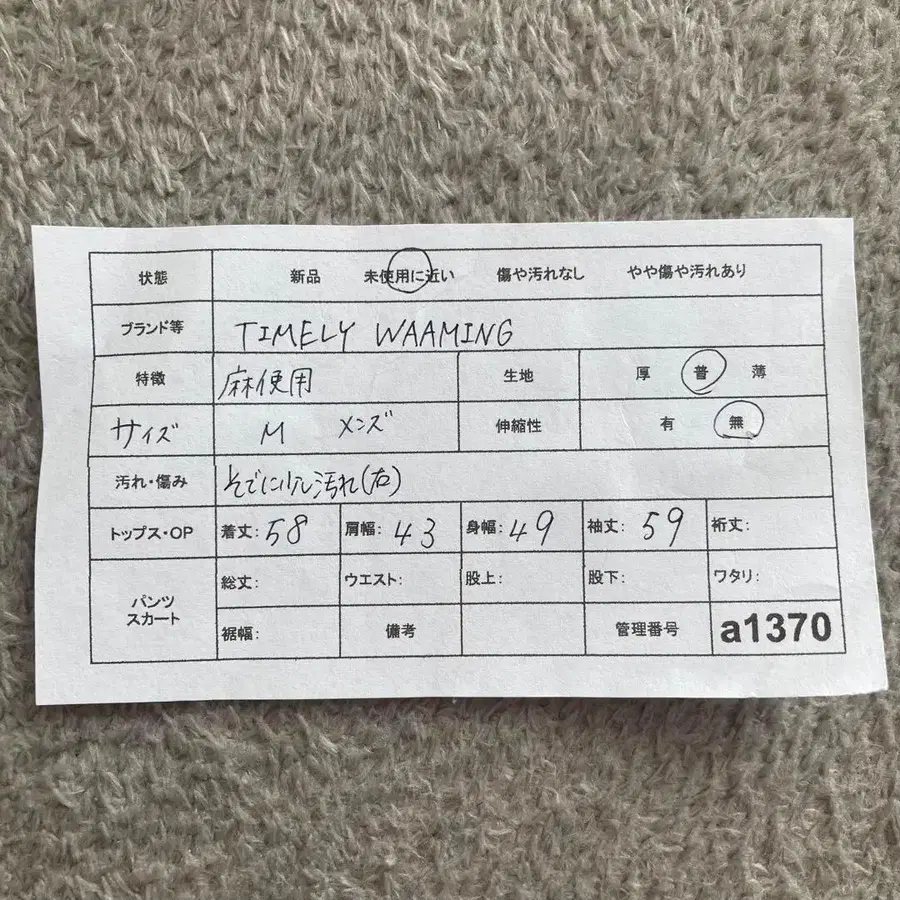 状態 新品 未使用に近い 傷や汚れなし やや傷や汚れあり
ブランド等 TIMELY WAAMING
特徴 麻使用 生地 厚 普 薄
サイズ M メンズ 伸縮性 有 無
汚れ・傷み そでに少し汚れ(右)
トップス・OP 着丈: 58 肩幅: 43 身幅: 49 袖丈: 59 裄丈:
パンツ スカート 総丈: ウエスト: 股上: 股下: ワタリ:
裾幅: 備考 管理番号 a1370